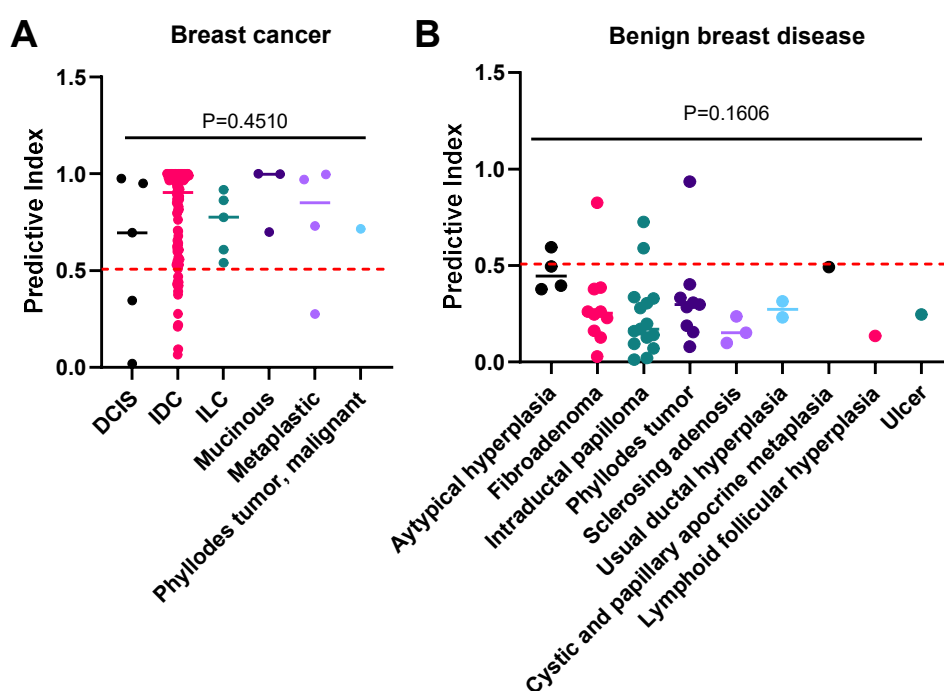 A
Breast cancer
Predictive Index
1.5
1.0
0.5
0.0
P=0.4510
DCIS
IDC
ILC
Mucinous
Metaplastic
Phyllodes tumor, malignant
B
Benign breast disease
Predictive Index
1.5
1.0
0.5
0.0
P=0.1606
Aytypical hyperplasia
Fibroadenoma
Intraductal papilloma
Phyllodes tumor
Sclerosing adenosis
Usual ductal hyperplasia
Cystic and papillary apocrine metaplasia
Lymphoid follicular hyperplasia
Ulcer